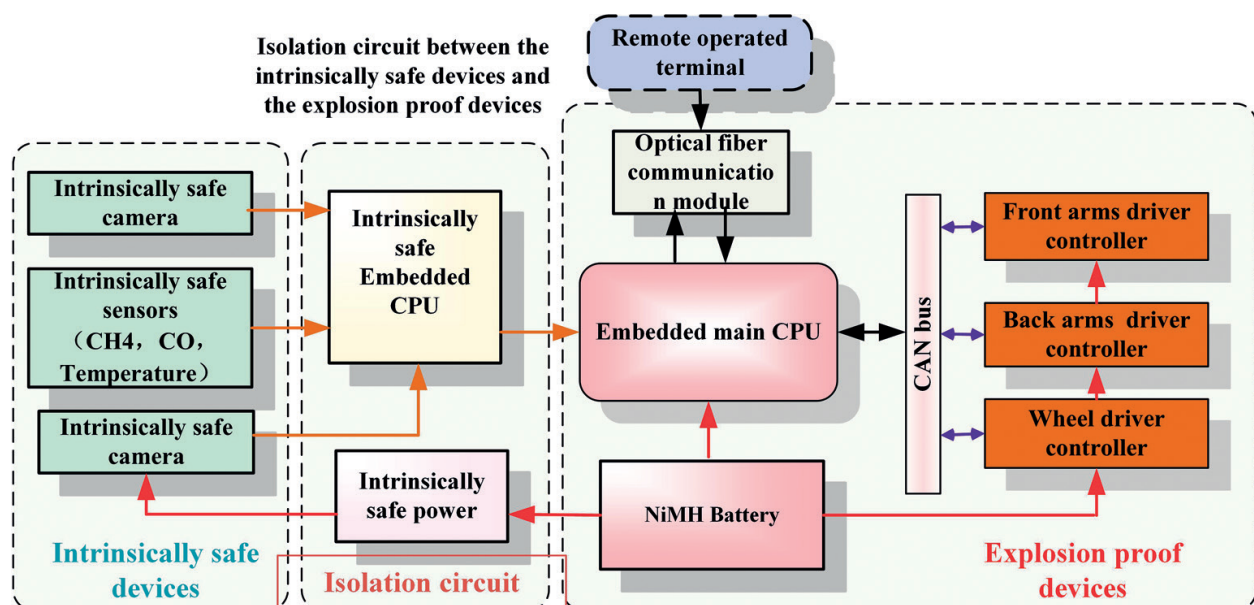 Isolation circuit between the
intrinsically safe devices and
the explosion proof devices
Remote operated
terminal
Optical fiber
communicatio
n module
Intrinsically safe
camera
Intrinsically safe
sensors
（CH4，CO，
Temperature）
Intrinsically safe
camera
Intrinsically
safe
Embedded
CPU
Intrinsically
safe power
Embedded main CPU
NiMH Battery
CAN bus
Front arms driver
controller
Back arms driver
controller
Wheel driver
controller
Intrinsically safe
devices
Isolation circuit
Explosion proof
devices